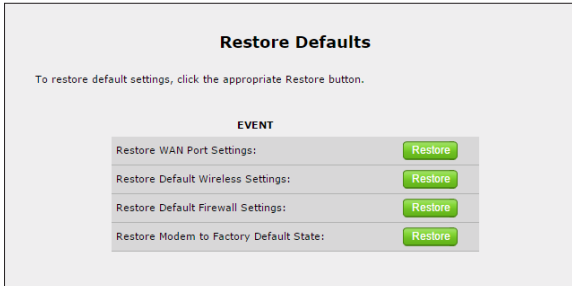 Restore Defaults
To restore default settings, click the appropriate Restore button.
EVENT
Restore WAN Port Settings: Restore
Restore Default Wireless Settings: Restore
Restore Default Firewall Settings: Restore
Restore Modem to Factory Default State: Restore